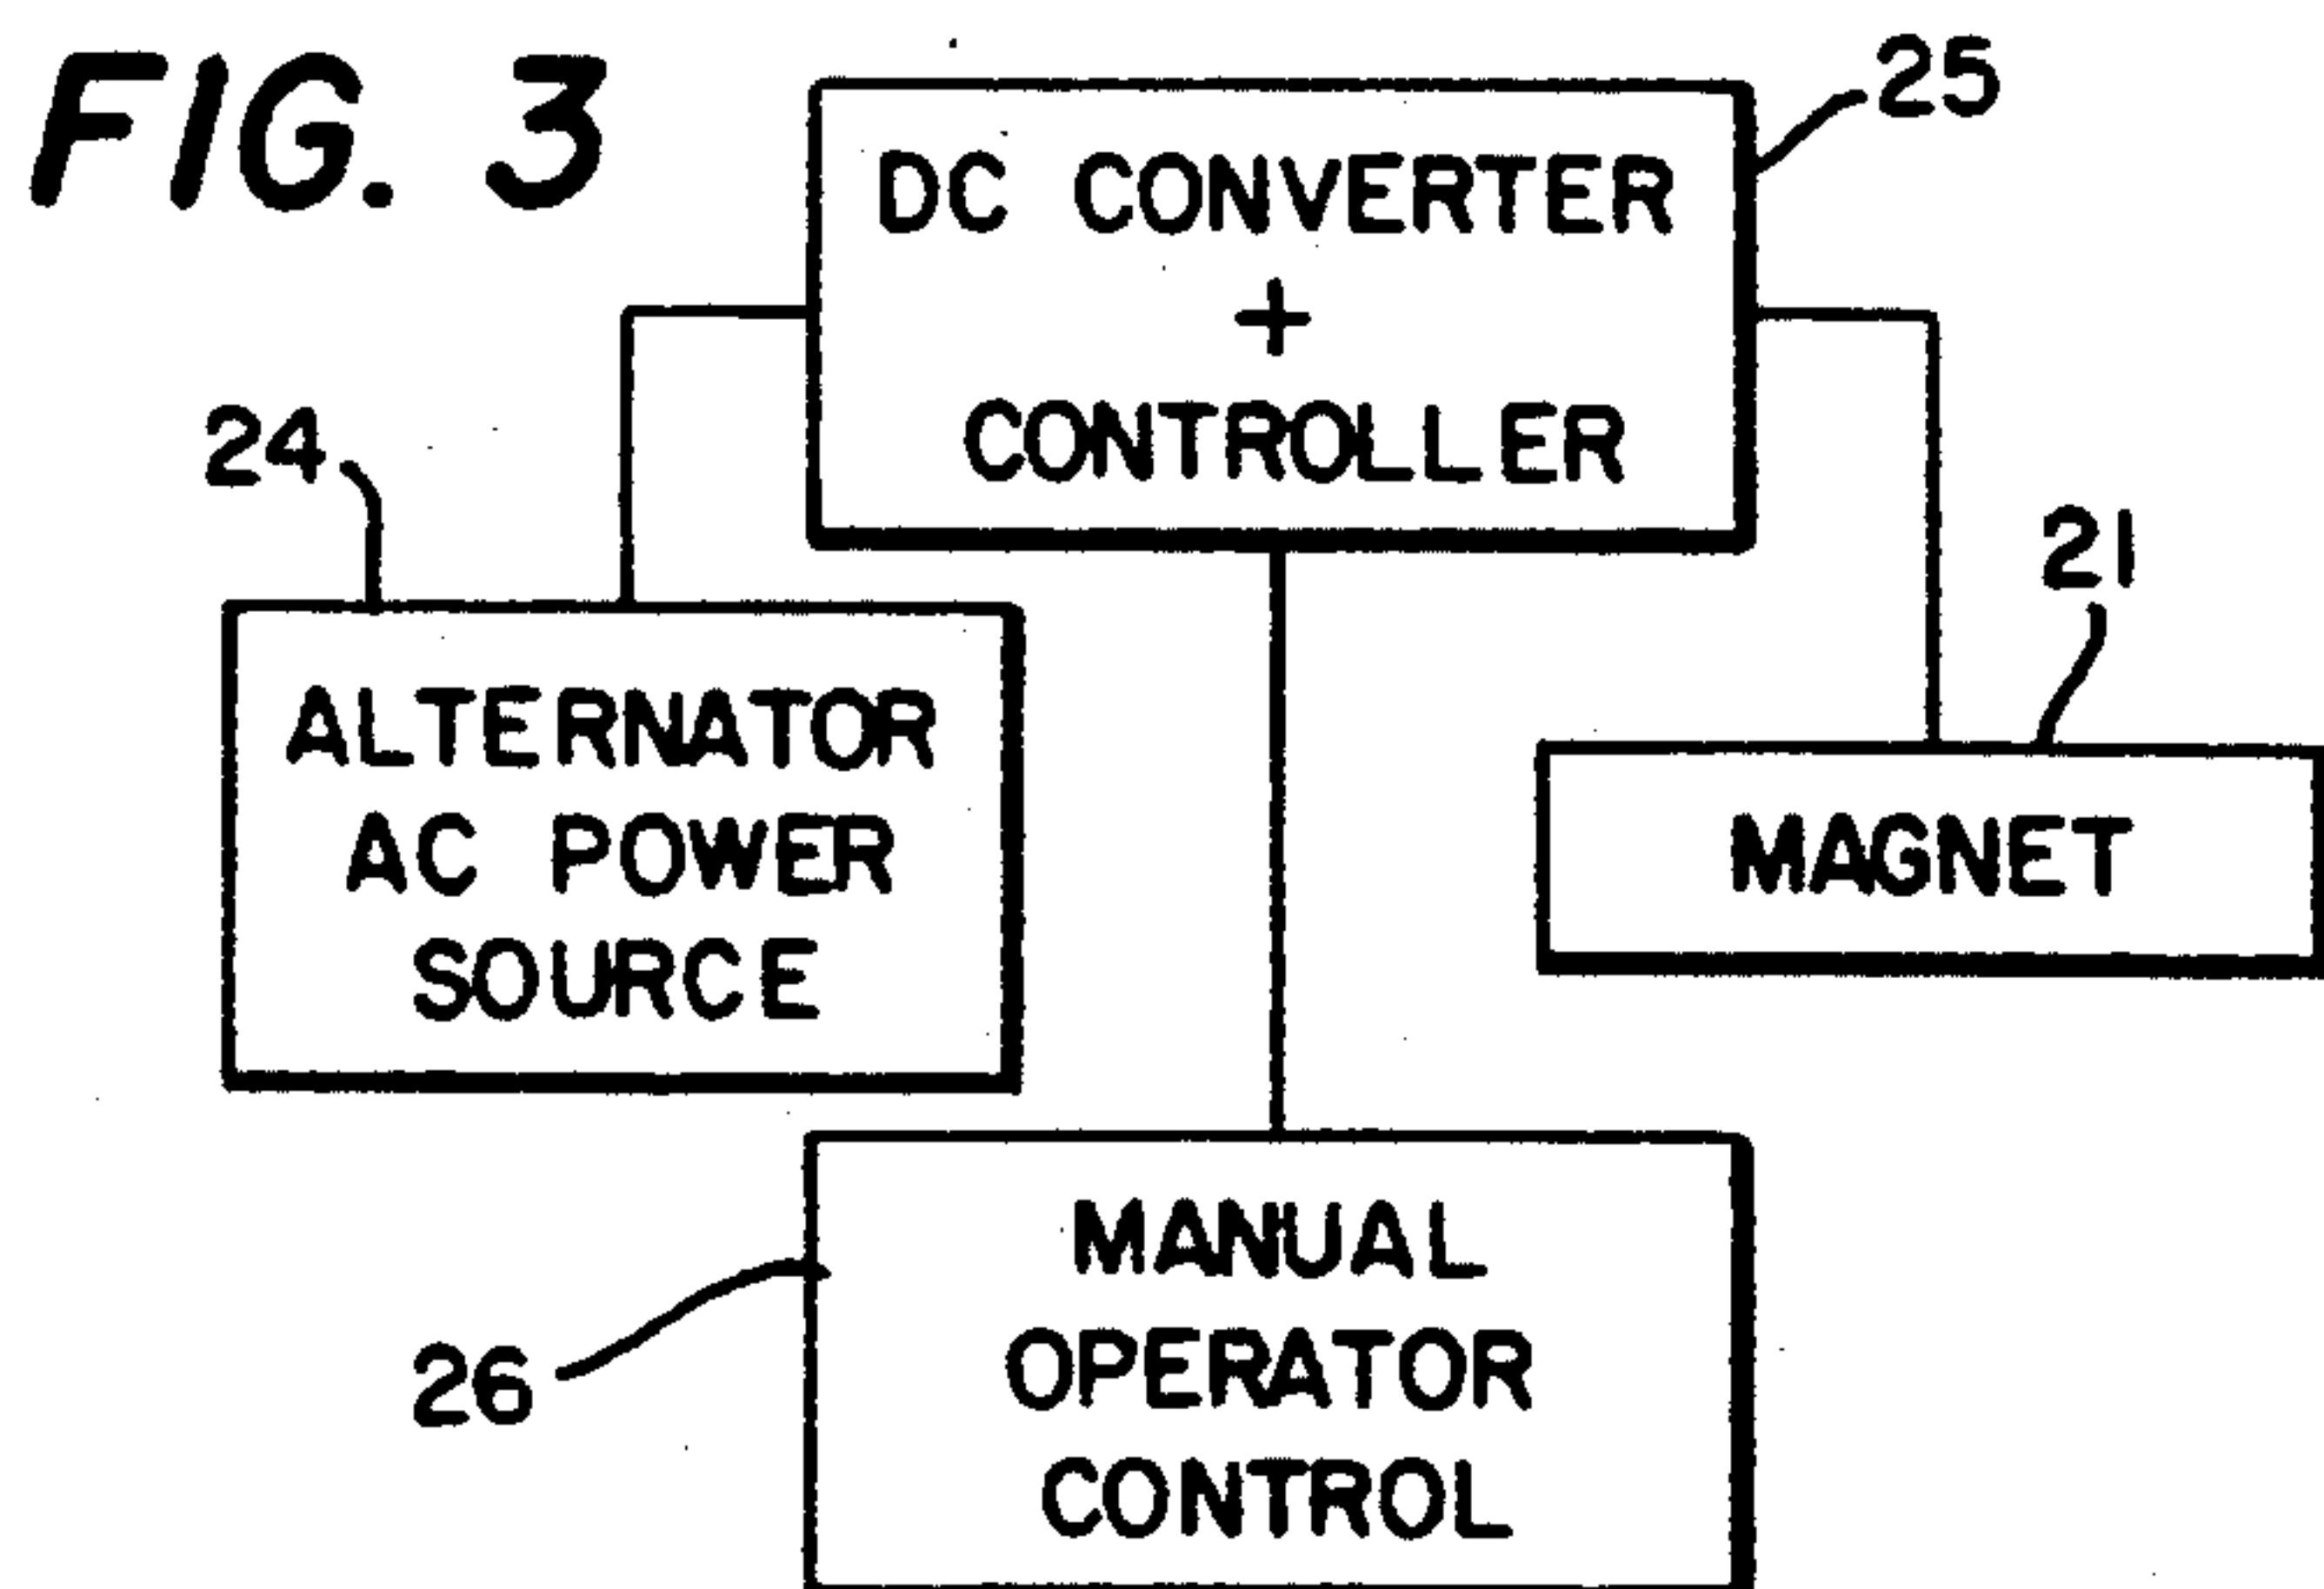 FIG. 3
25
DC CONVERTER
+
CONTROLLER
24
21
ALTERNATOR
AC POWER
SOURCE
MAGNET
MANUAL
OPERATOR
CONTROL
26